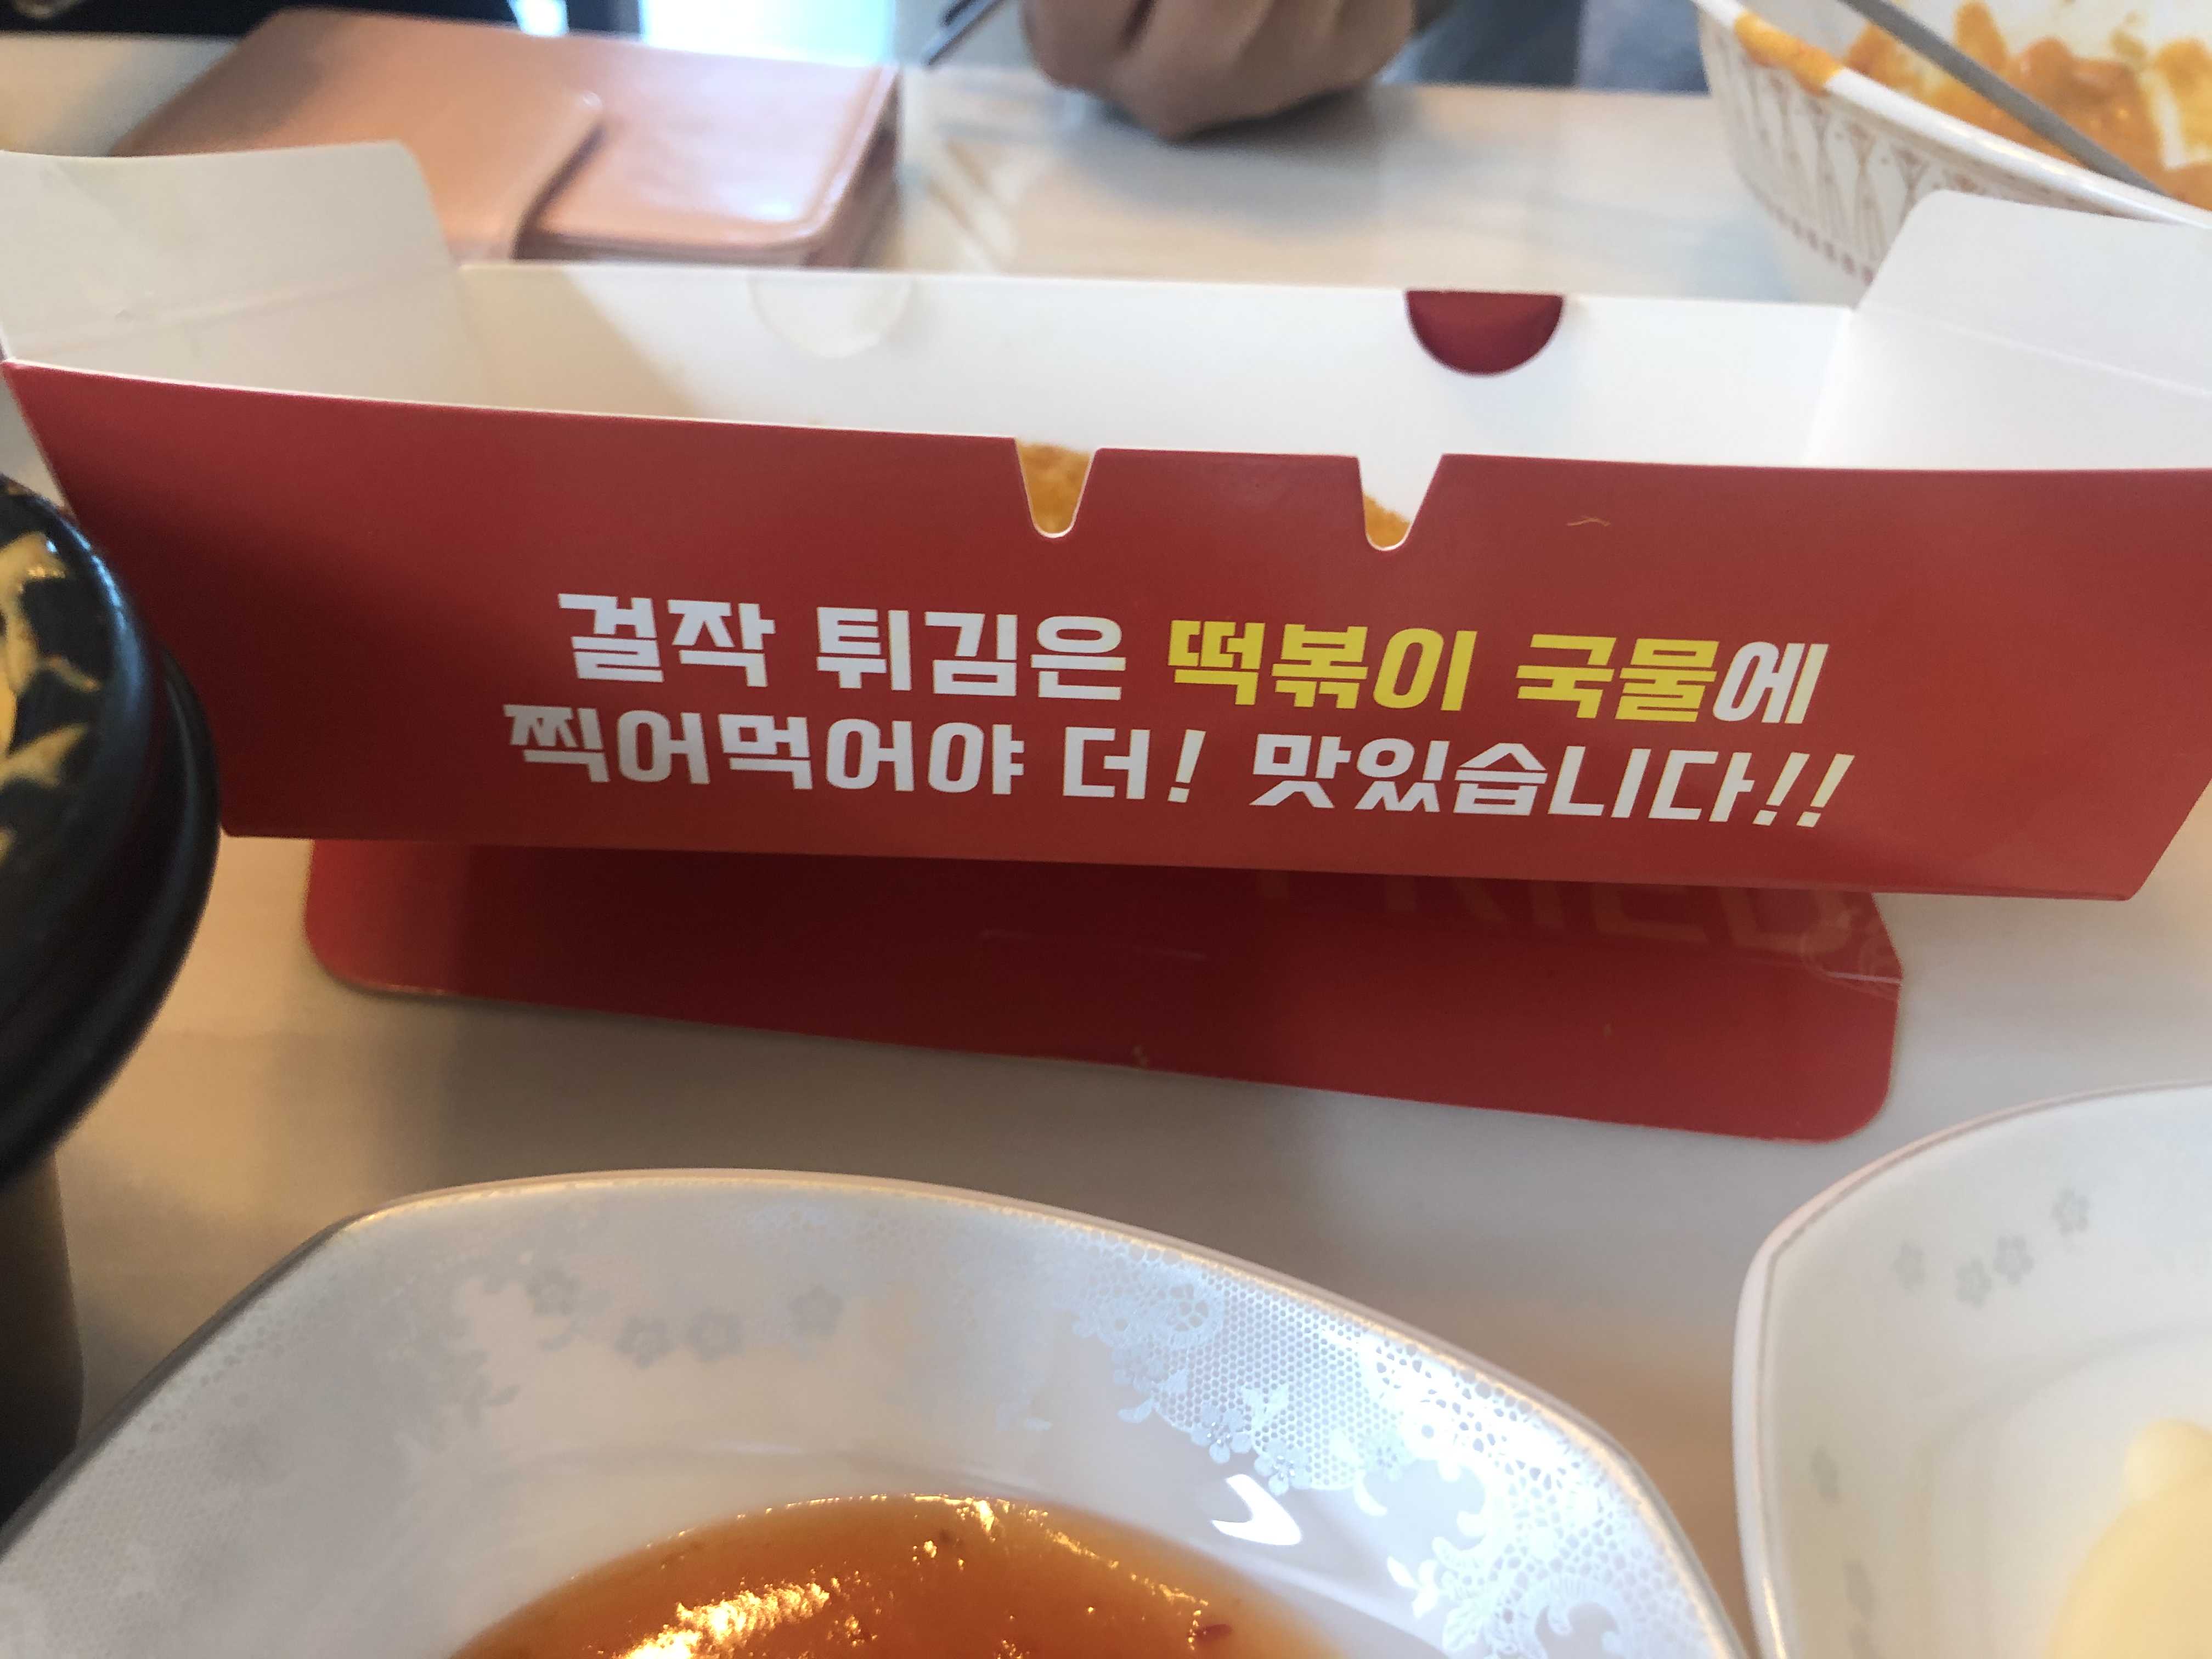 걸작 튀김은 떡볶이 국물에
찍어먹어야 더! 맛있습니다!!